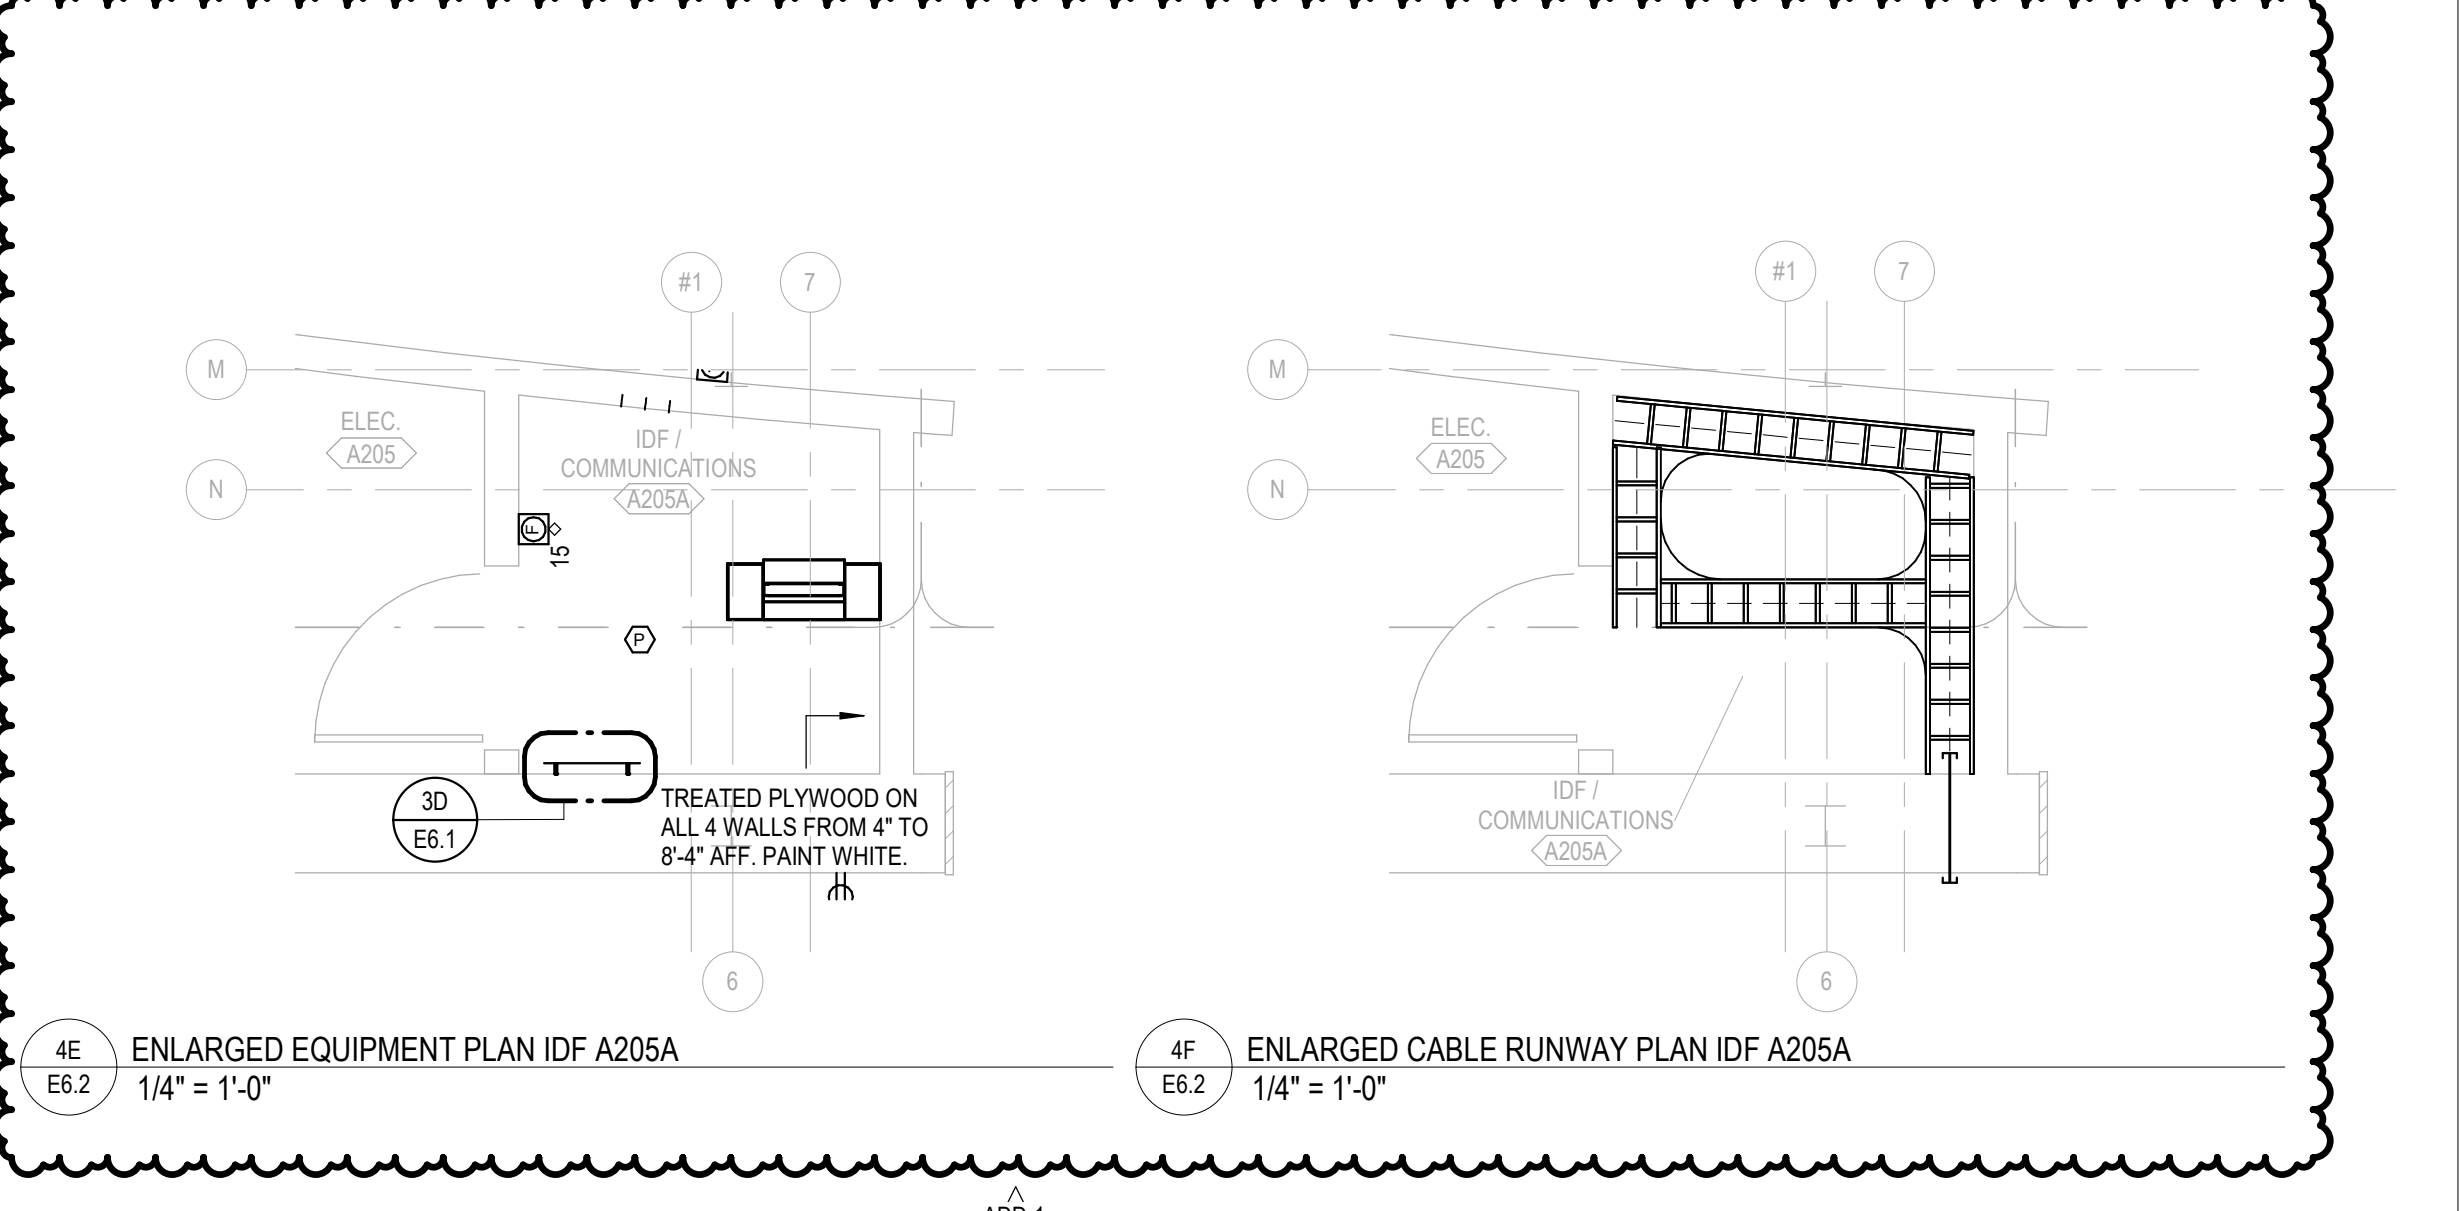 #1
7
M
ELEC.
A205
IDF /
COMMUNICATIONS
A205A
N
F
15
P
3D
E6.1
TREATED PLYWOOD ON
ALL 4 WALLS FROM 4" TO
8'-4" AFF. PAINT WHITE.
6
4E
E6.2
ENLARGED EQUIPMENT PLAN IDF A205A
1/4" = 1'-0"
#1
7
M
ELEC.
A205
N
IDF /
COMMUNICATIONS
A205A
6
4F
E6.2
ENLARGED CABLE RUNWAY PLAN IDF A205A
1/4" = 1'-0"